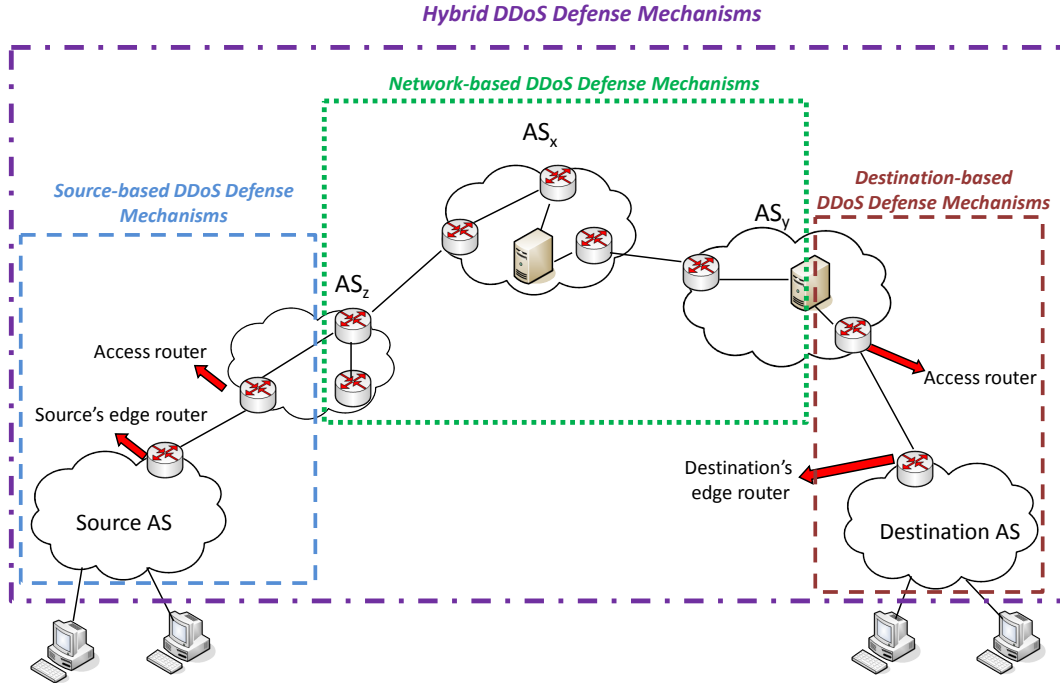 Hybrid DDoS Defense Mechanisms
Network-based DDoS Defense Mechanisms
ASx
Source-based DDoS Defense
Mechanisms
Destination-based
DDoS Defense Mechanisms
ASy
ASz
Access router
Access router
Source's edge router
Destination's
edge router
Source AS
Destination AS